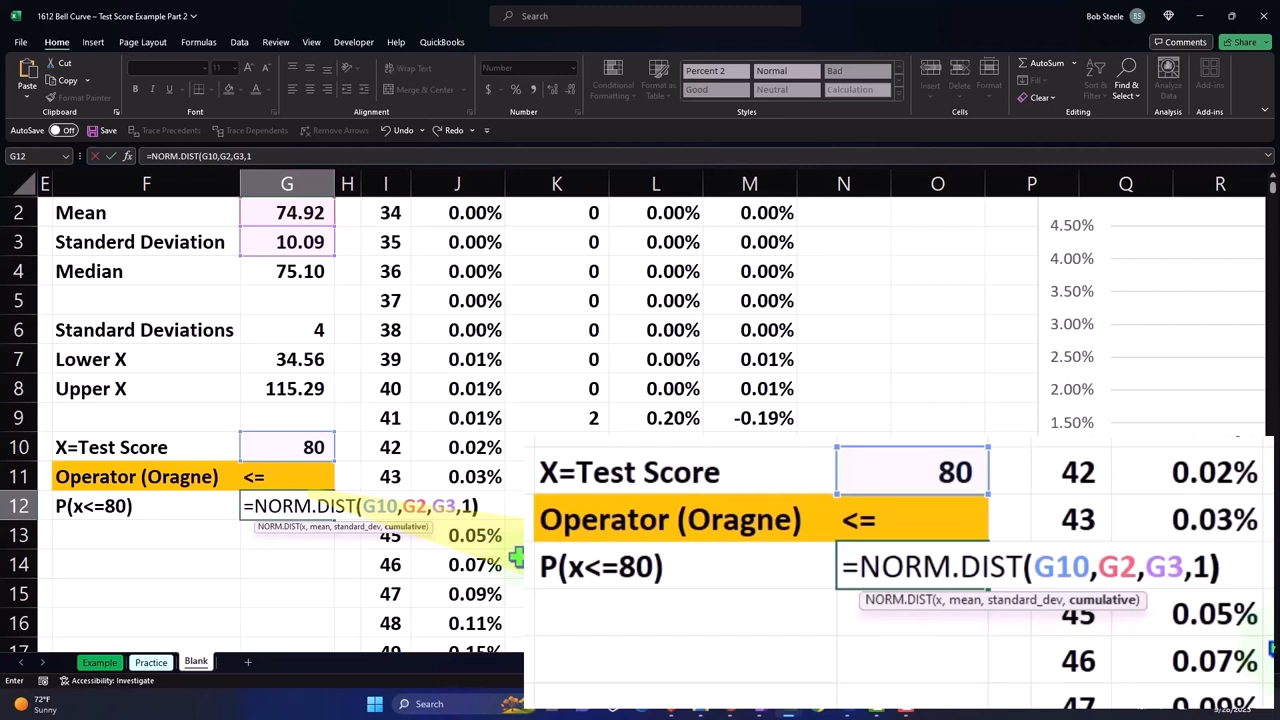 1612 Bell Curve – Test Score Example Part 2
Search
Bob Steele BS
File Home Insert Page Layout Formulas Data Review View Developer Automate Help QuickBooks
Comments Share
Paste
Cut
Copy
Format Painter
Clipboard
11
Font
Wrap Text
Merge & Center
Alignment
Number
Number
Conditional Formatting
Format as Table
Percent 2 Normal Bad
Good Neutral Calculation
Styles
Insert Delete Format
Cells
AutoSum
Fill
Clear
Sort & Filter
Find & Select
Editing
Analyze Data
Analysis
Add-ins
Add-ins
AutoSave Off Save Trace Precedents Trace Dependents Remove Arrows Undo Redo
G12 =NORM.DIST(G10,G2,G3,1
E F G H I J K L M N O P Q R
2 Mean 74.92 34 0.00% 0 0.00% 0.00%
3 Standerd Deviation 10.09 35 0.00% 0 0.00% 0.00%
4 Median 75.10 36 0.00% 0 0.00% 0.00%
5 37 0.00% 0 0.00% 0.00%
6 Standard Deviations 4 38 0.00% 0 0.00% 0.00%
7 Lower X 34.56 39 0.01% 0 0.00% 0.01%
8 Upper X 115.29 40 0.01% 0 0.00% 0.01%
9 41 0.01% 2 0.20% -0.19%
10 X=Test Score 80 42 0.02%
11 Operator (Oragne) <= 43 0.03%
12 P(x<=80) =NORM.DIST(G10,G2,G3,1)
NORM.DIST(x, mean, standard_dev, cumulative)
13 45 0.05%
14 46 0.07%
15 47 0.09%
16 48 0.11%
17 49 0.15%
4.50%
4.00%
3.50%
3.00%
2.50%
2.00%
1.50%
X=Test Score 80 42 0.02%
Operator (Oragne) <= 43 0.03%
P(x<=80) =NORM.DIST(G10,G2,G3,1)
NORM.DIST(x, mean, standard_dev, cumulative)
45 0.05%
46 0.07%
47 0.09%
Example Practice Blank
Enter Accessibility: Investigate
72°F
Sunny
Search